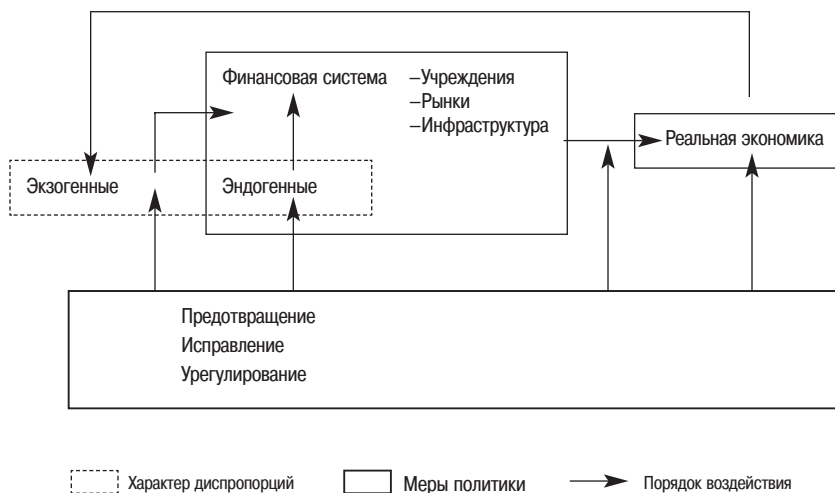 Финансовая система
–Учреждения
–Рынки
–Инфраструктура
Реальная экономика
Экзогенные
Эндогенные
Предотвращение
Исправление
Урегулирование
Характер диспропорций
Меры политики
Порядок воздействия